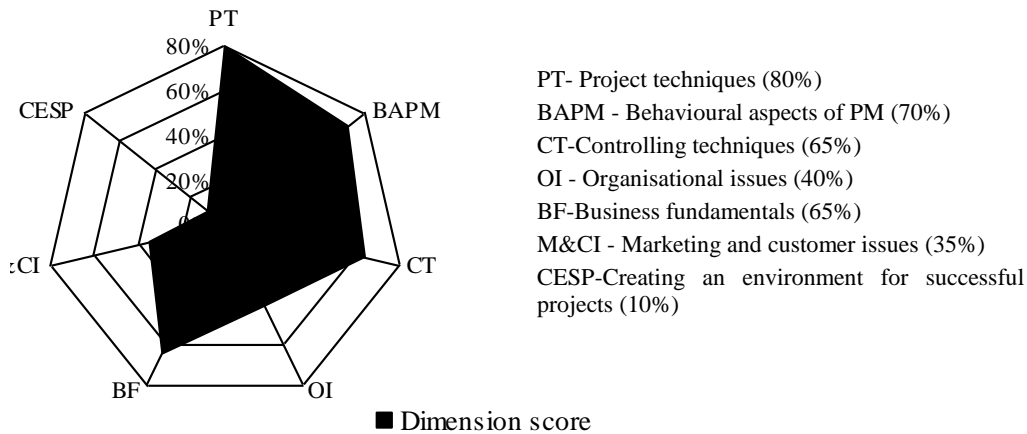 PT
80%
60%
40%
20%
0
CESP
BAPM
&CI
CT
BF
OI
Dimension score
PT- Project techniques (80%)
BAPM - Behavioural aspects of PM (70%)
CT-Controlling techniques (65%)
OI - Organisational issues (40%)
BF-Business fundamentals (65%)
M&CI - Marketing and customer issues (35%)
CESP-Creating an environment for successful
projects (10%)